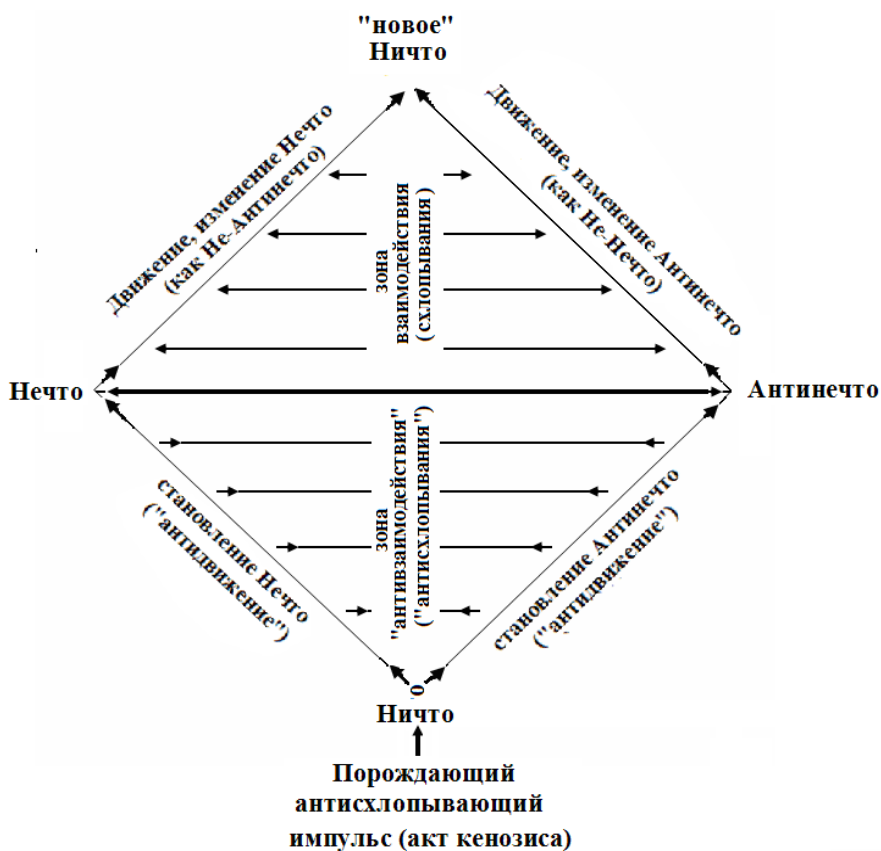 "новое"
Ничто
Движение, изменение Нечто
(как Не-Антинечто)
Движение, изменение Антинечто
(как Не-Нечто)
зона
взаимодействия
(схлопывания)
Нечто
Антинечто
зона
"антивзаимодействия"
("антисхлопывания)
становление Нечто
("антидвижение")
становление Антинечто
("антидвижение")
0
Ничто
Порождающий
антисхлопывающий
импульс (акт кенозиса)